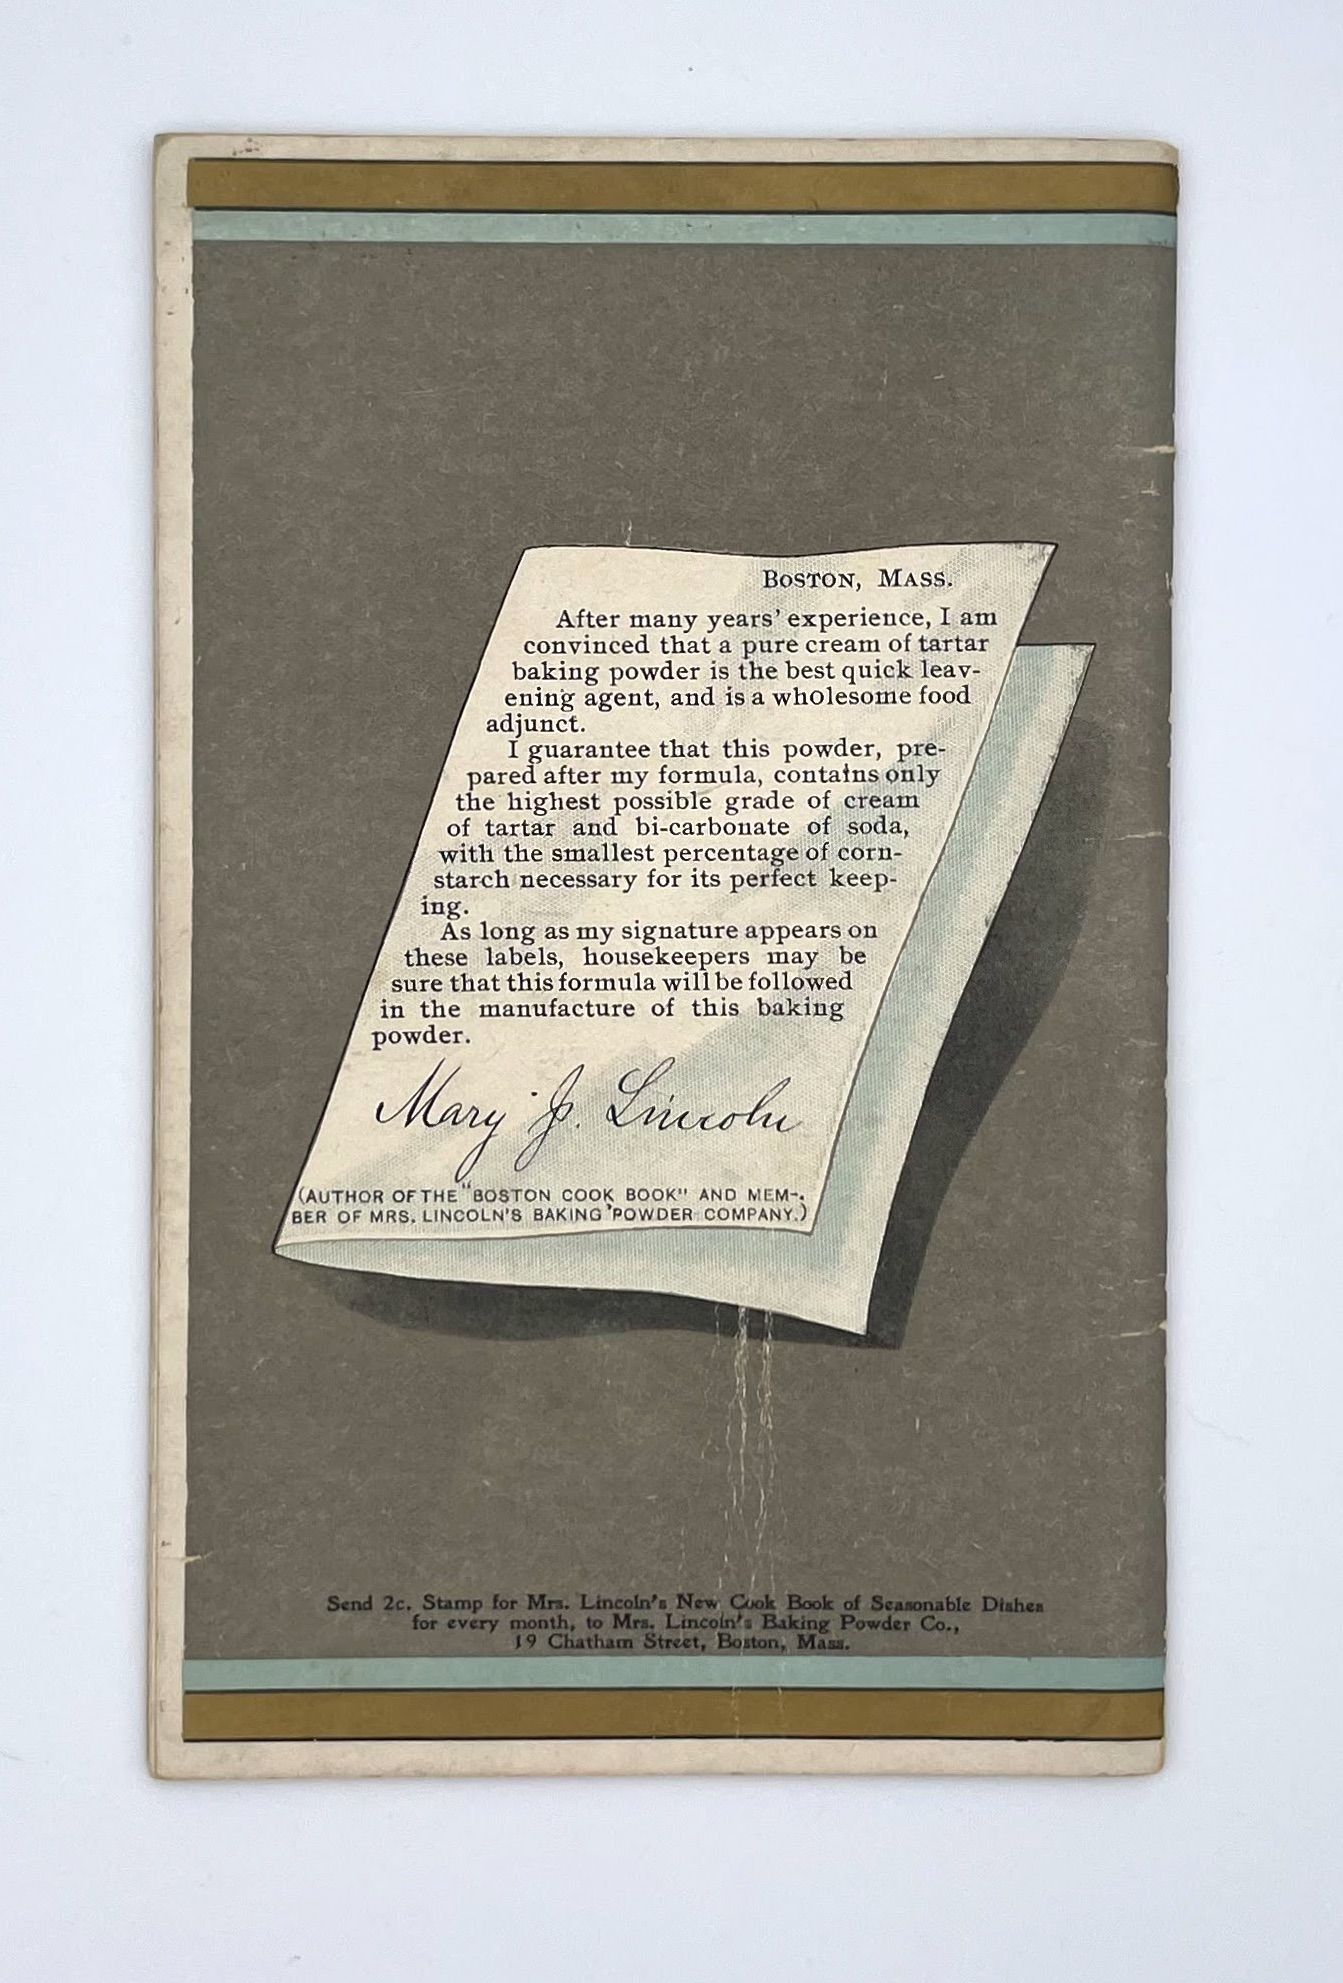 BOSTON, MASS.
After many years' experience, I am
convinced that a pure cream of tartar
baking powder is the best quick leav-
ening agent, and is a wholesome food
adjunct.
I guarantee that this powder, pre-
pared after my formula, contains only
the highest possible grade of cream
of tartar and bi-carbonate of soda,
with the smallest percentage of corn-
starch necessary for its perfect keep-
ing.
As long as my signature appears on
these labels, housekeepers may be
sure that this formula will be followed
in the manufacture of this baking
powder.
Mary J. Lincoln
(AUTHOR OF THE "BOSTON COOK BOOK" AND MEM-
BER OF MRS. LINCOLN'S BAKING POWDER COMPANY.)
Send 2c. Stamp for Mrs. Lincoln's New Cook Book of Seasonable Dishes
for every month, to Mrs. Lincoln's Baking Powder Co.,
19 Chatham Street, Boston, Mass.